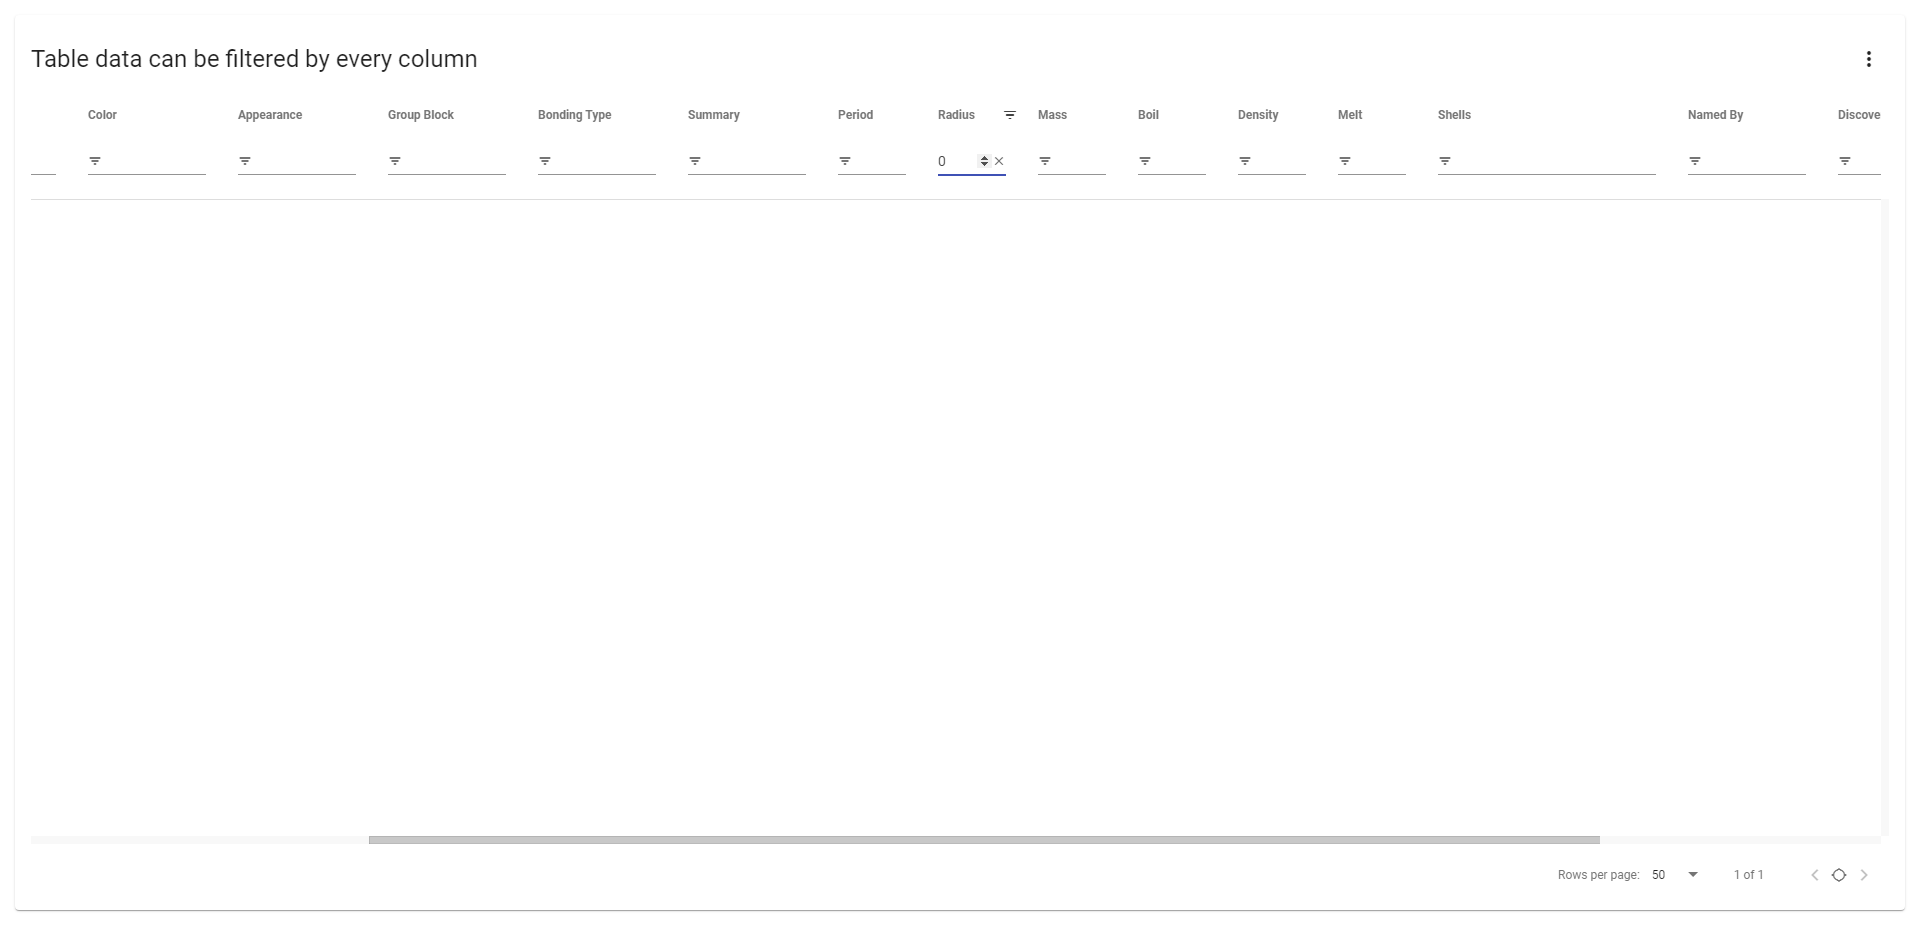 Table data can be filtered by every column
Color Appearance Group Block Bonding Type Summary Period Radius Mass Boil Density Melt Shells Named By Discove
0
Rows per page: 50 1 of 1